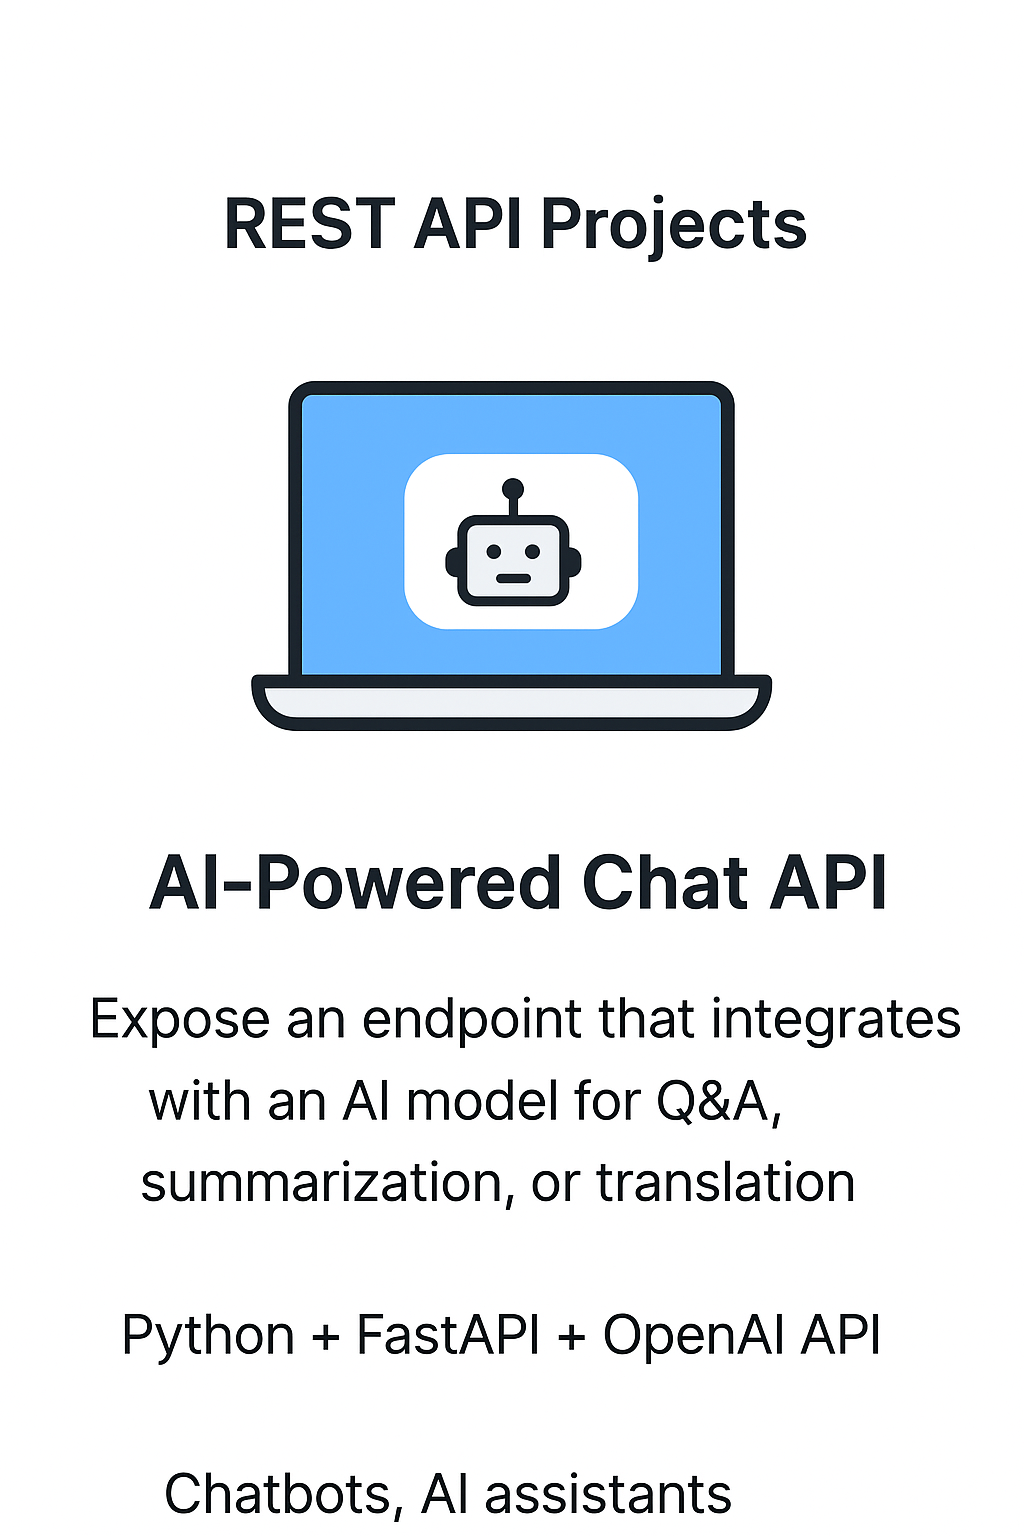 REST API Projects
AI-Powered Chat API
Expose an endpoint that integrates
with an AI model for Q&A,
summarization, or translation
Python + FastAPI + OpenAI API
Chatbots, AI assistants